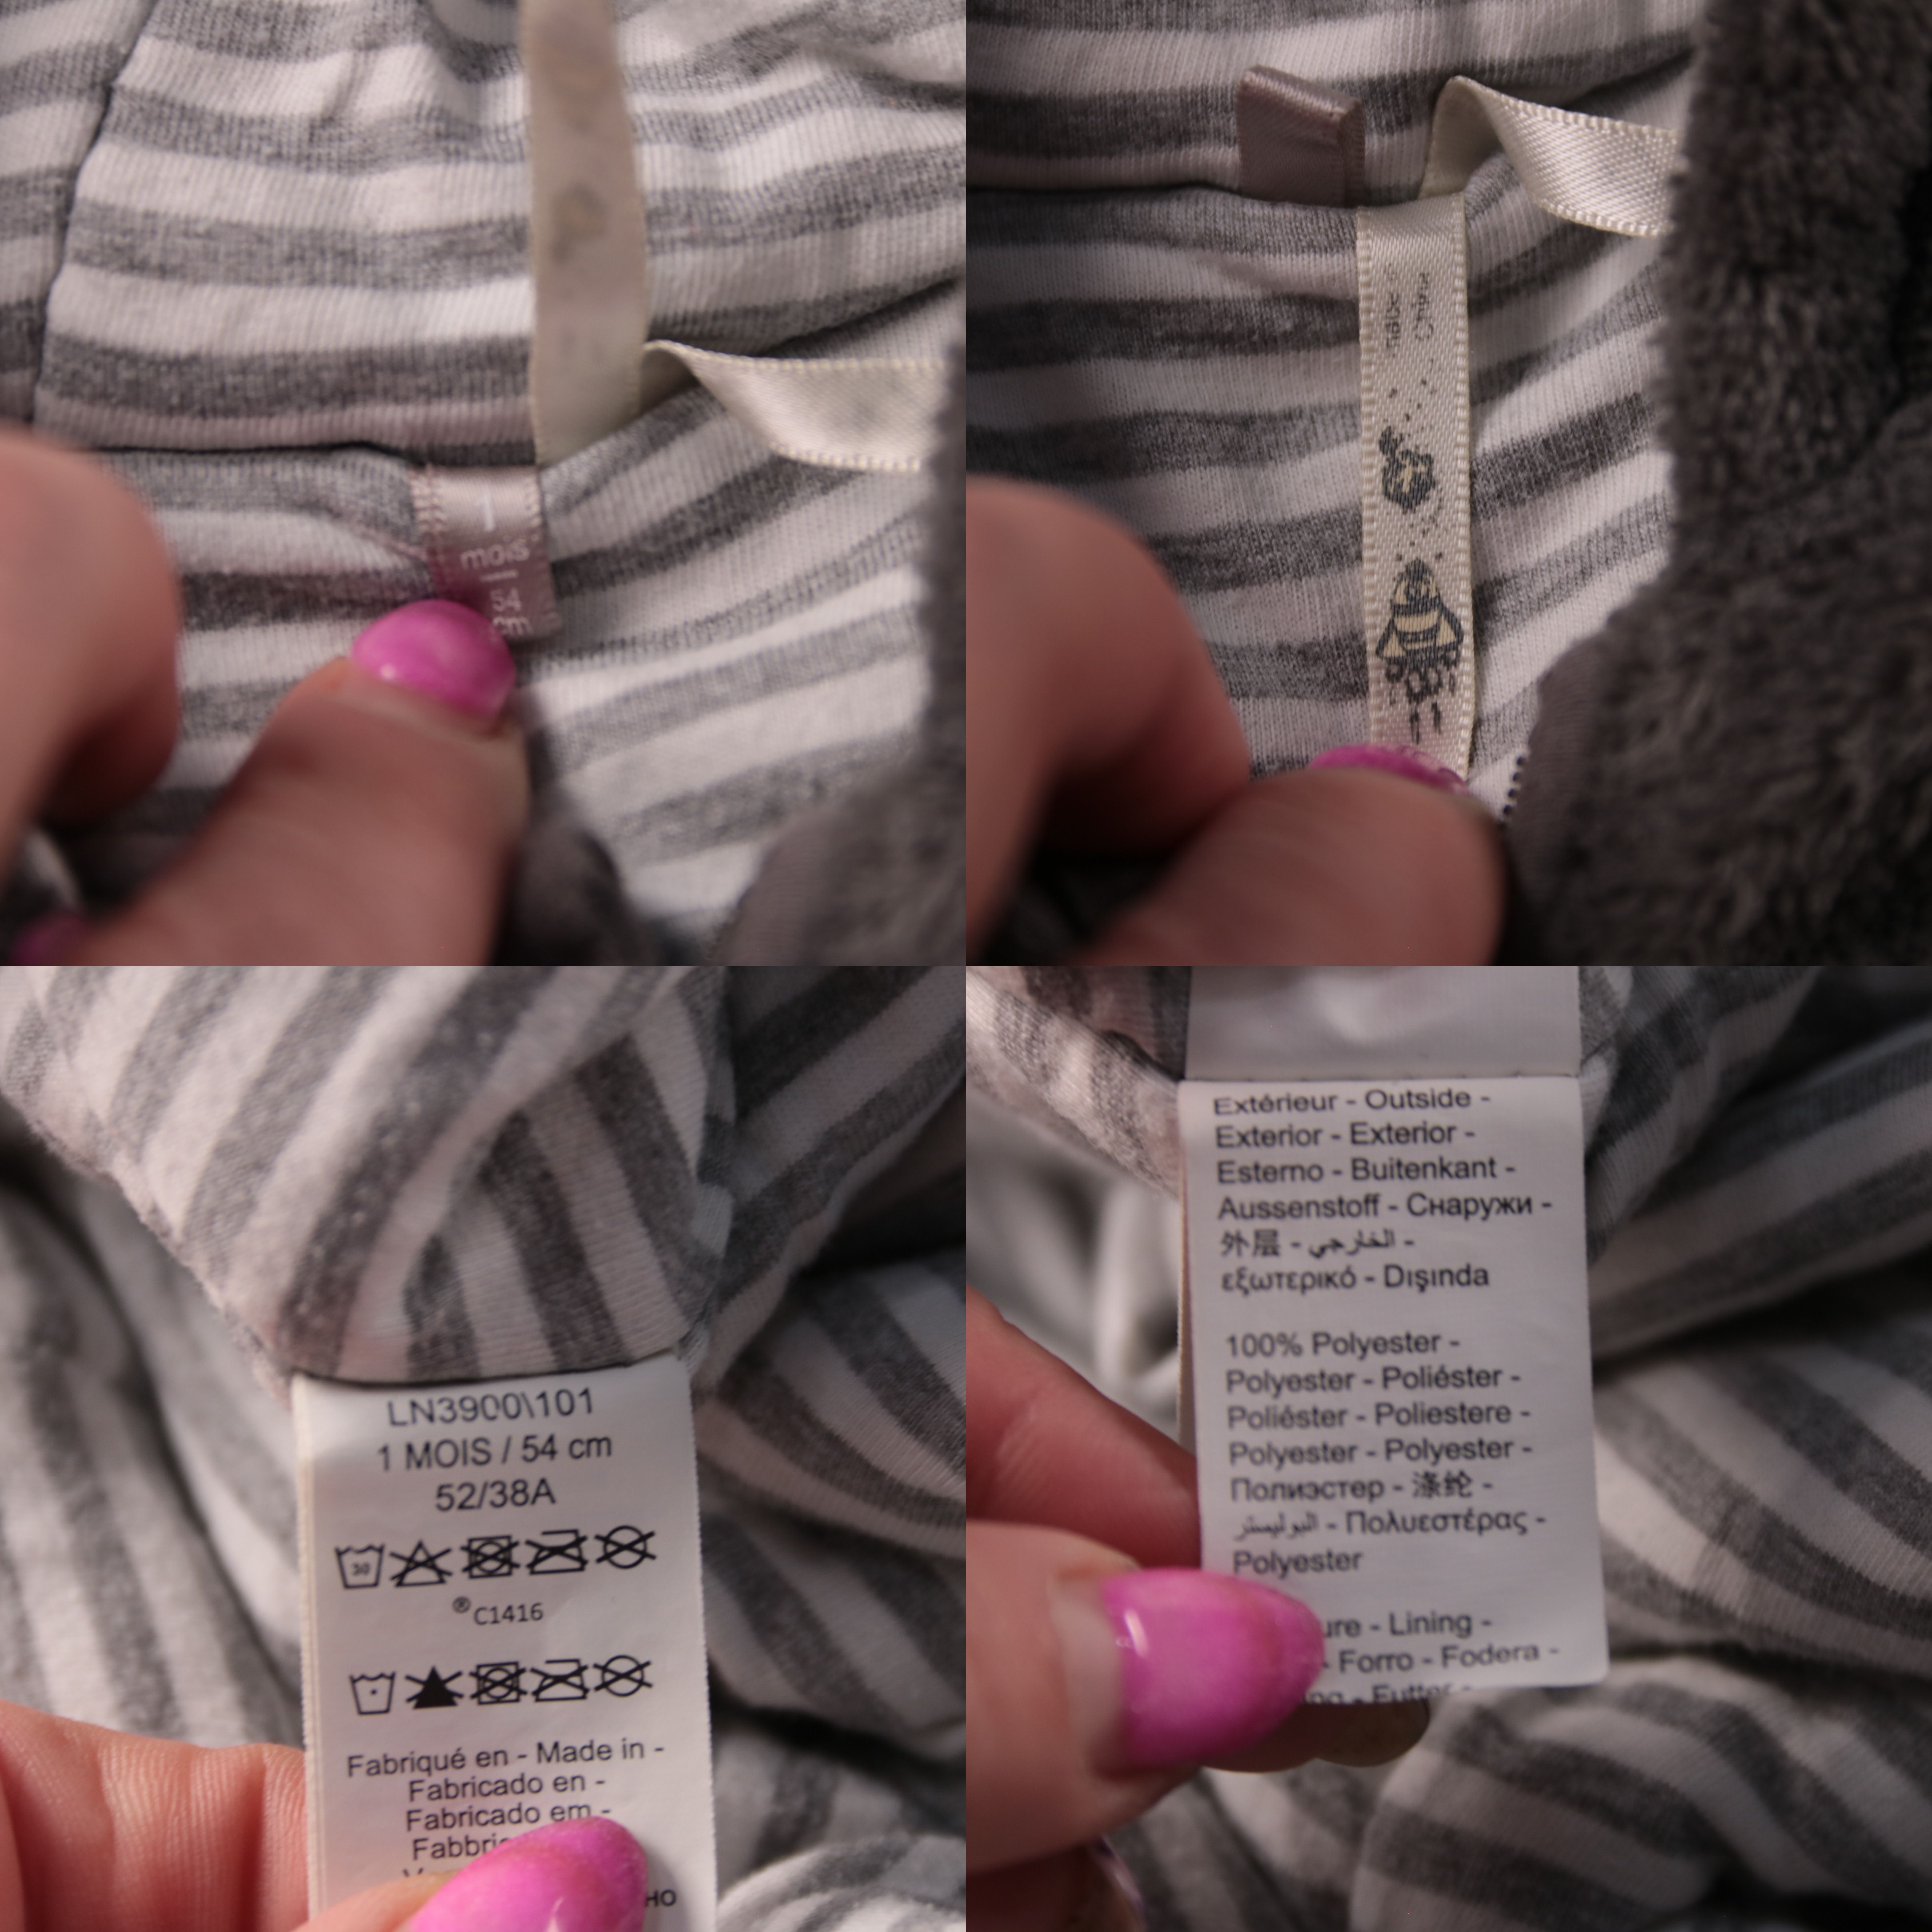 1
mois
54
cm
LN3900\101
1 MOIS / 54 cm
52/38A
30
® C1416
Fabriqué en - Made in -
Fabricado en -
Fabricado em -
Extérieur - Outside -
Exterior - Exterior -
Esterno - Buitenkant -
Aussenstoff - Снаружи -
外层 - الخارجي -
εξωτερικό - Dışında
100% Polyester -
Polyester - Poliéster -
Poliéster - Poliestere -
Polyester - Polyester -
Полиэстер - 涤纶 -
البوليستر - Πολυεστέρας -
Polyester
- Lining -
- Forro - Fodera -